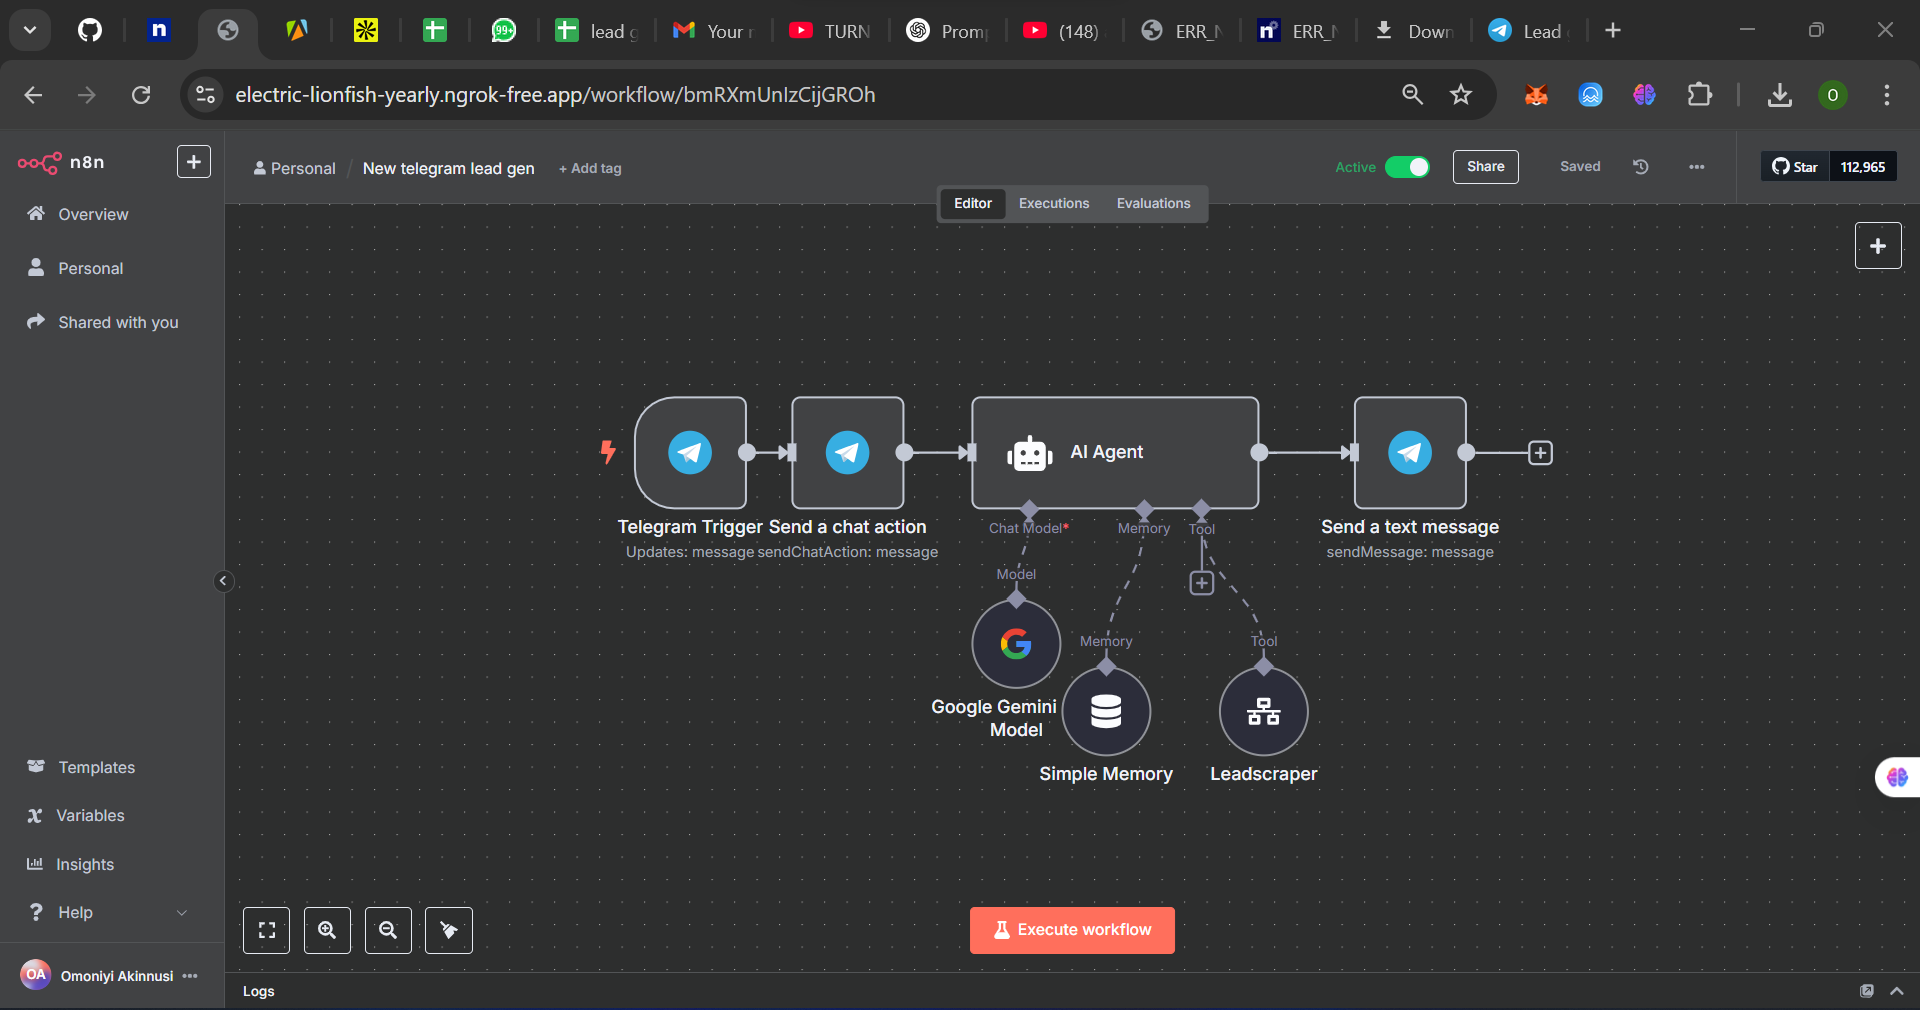 n
99+
lead g
Your r
TURN
Prom
(148)
ERR_N
n
ERR_N
Down
Lead
electric-lionfish-yearly.ngrok-free.app/workflow/bmRXmUnIzCijGROh
O
n8n
Personal / New telegram lead gen + Add tag
Active
Share
Saved
Star 112,965
Editor Executions Evaluations
Overview
Personal
Shared with you
AI Agent
Telegram Trigger
Updates: message
Send a chat action
sendChatAction: message
Chat Model*
Memory
Tool
Send a text message
sendMessage: message
Model
Memory
Tool
Google Gemini
Model
Simple Memory
Leadscraper
Templates
Variables
Insights
Help
Execute workflow
OA Omoniyi Akinnusi
Logs